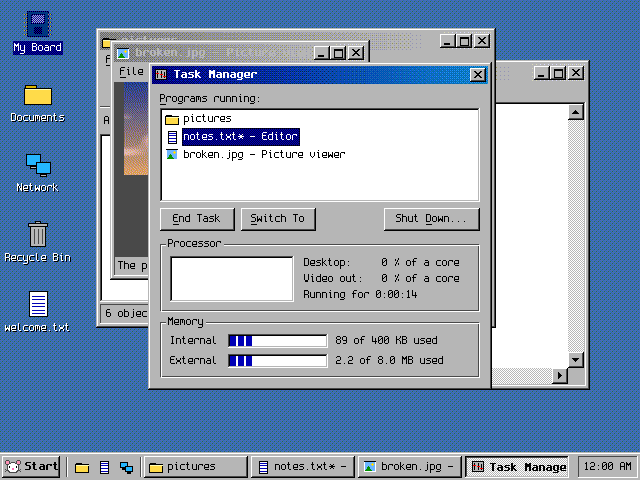 My Board
Documents
Network
Recycle Bin
welcome.txt
pictures
broken.jpg - Picture viewer
File
The p
6 objec
Task Manager
Programs running:
pictures
notes.txt* - Editor
broken.jpg - Picture viewer
End Task
Switch To
Shut Down...
Processor
Desktop: 0 % of a core
Video out: 0 % of a core
Running for 0:00:14
Memory
Internal 89 of 400 KB used
External 2.2 of 8.0 MB used
Start
pictures
notes.txt* -
broken.jpg -
Task Manage
12:00 AM